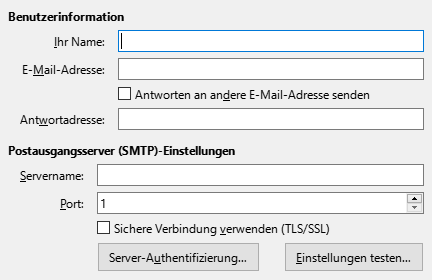 Benutzerinformation
Ihr Name:
E-Mail-Adresse:
Antworten an andere E-Mail-Adresse senden
Antwortadresse:
Postausgangsserver (SMTP)-Einstellungen
Servername:
Port: 1
Sichere Verbindung verwenden (TLS/SSL)
Server-Authentifizierung... Einstellungen testen...